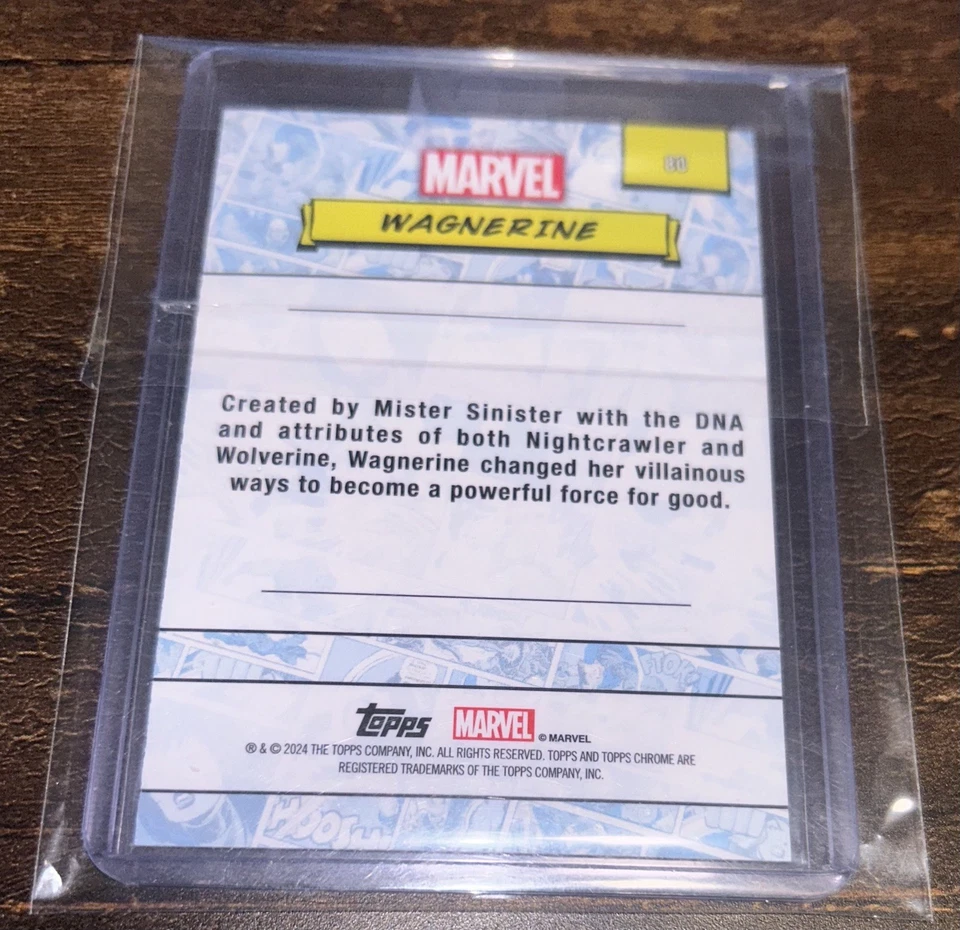 80
MARVEL
WAGNERINE
Created by Mister Sinister with the DNA
and attributes of both Nightcrawler and
Wolverine, Wagnerine changed her villainous
ways to become a powerful force for good.
topps MARVEL © MARVEL
® & © 2024 THE TOPPS COMPANY, INC. ALL RIGHTS RESERVED. TOPPS AND TOPPS CHROME ARE
REGISTERED TRADEMARKS OF THE TOPPS COMPANY, INC.